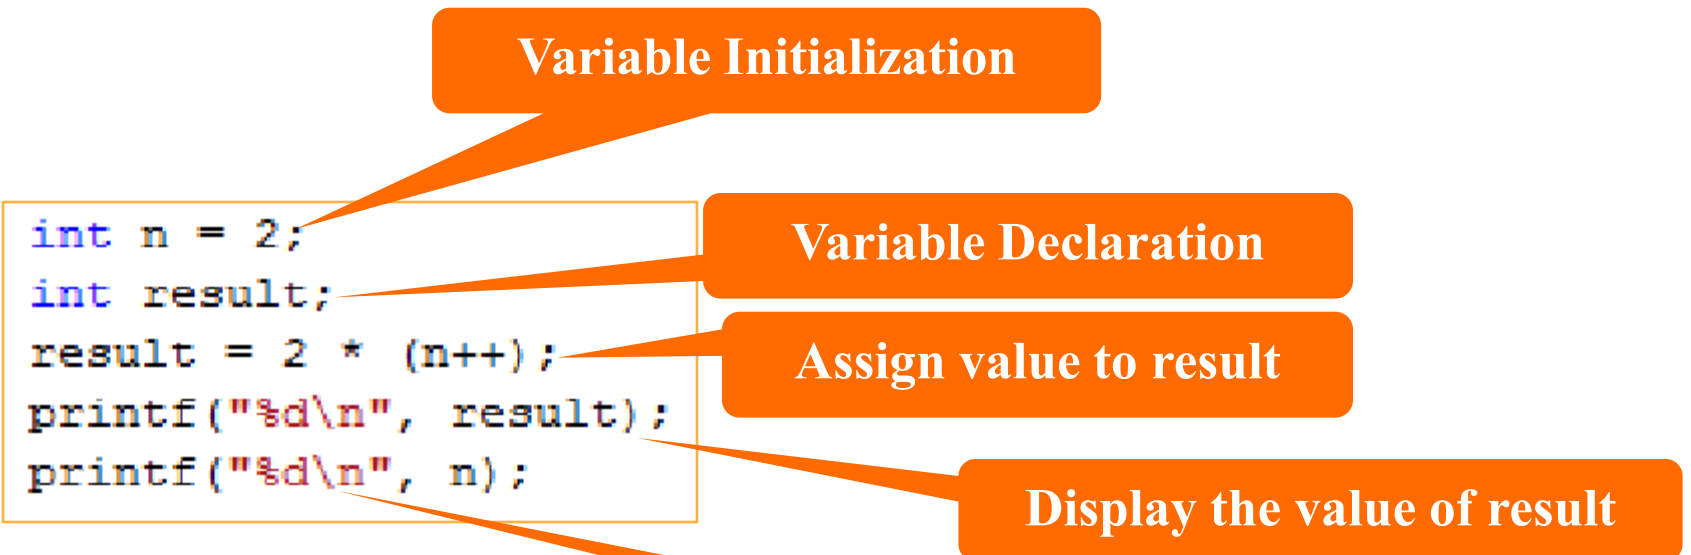 Variable Initialization
int n = 2;
Variable Declaration
int result;
result = 2 * (n++);
Assign value to result
printf("%d\n", result);
printf("%d\n", n);
Display the value of result